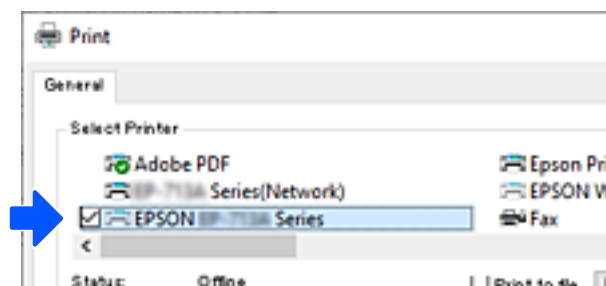 Print
General
Select Printer
Adobe PDF
Epson Pri
Series(Network)
EPSON W
EPSON Series
Fax
Status: Offline
Print to file